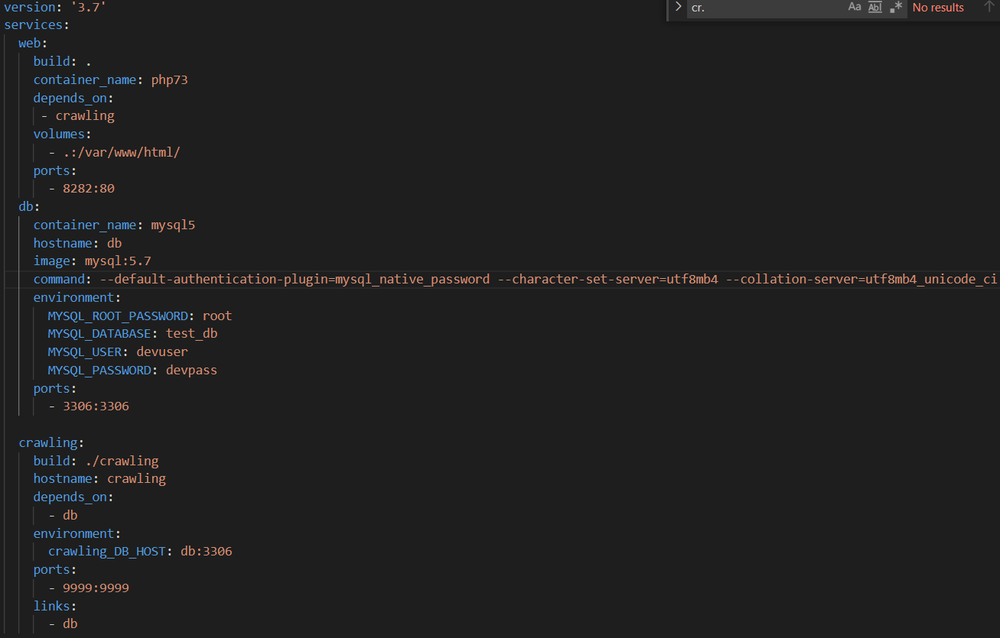 version: '3.7'
cr.
Aa
Abl
.*
No results
services:
  web:
    build: .
    container_name: php73
    depends_on:
     - crawling
    volumes:
      - .:/var/www/html/
    ports:
      - 8282:80
  db:
    container_name: mysql5
    hostname: db
    image: mysql:5.7
    command: --default-authentication-plugin=mysql_native_password --character-set-server=utf8mb4 --collation-server=utf8mb4_unicode_ci
    environment:
      MYSQL_ROOT_PASSWORD: root
      MYSQL_DATABASE: test_db
      MYSQL_USER: devuser
      MYSQL_PASSWORD: devpass
    ports:
      - 3306:3306

  crawling:
    build: ./crawling
    hostname: crawling
    depends_on:
      - db
    environment:
      crawling_DB_HOST: db:3306
    ports:
      - 9999:9999
    links:
      - db